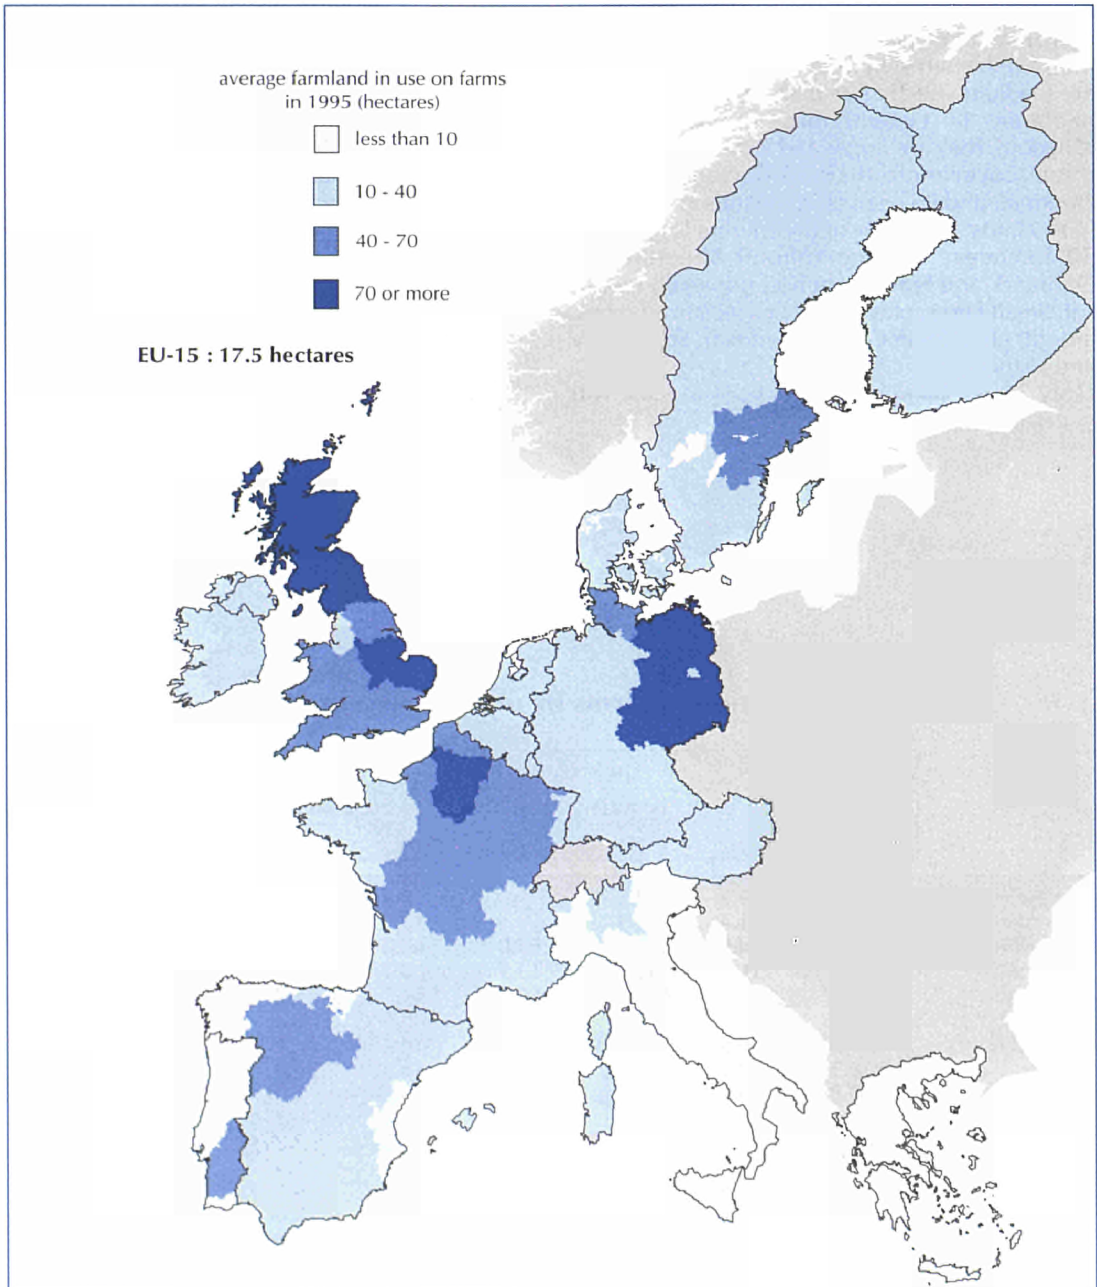 average farmland in use on farms
in 1995 (hectares)
less than 10
10 - 40
40 - 70
70 or more
EU-15 : 17.5 hectares